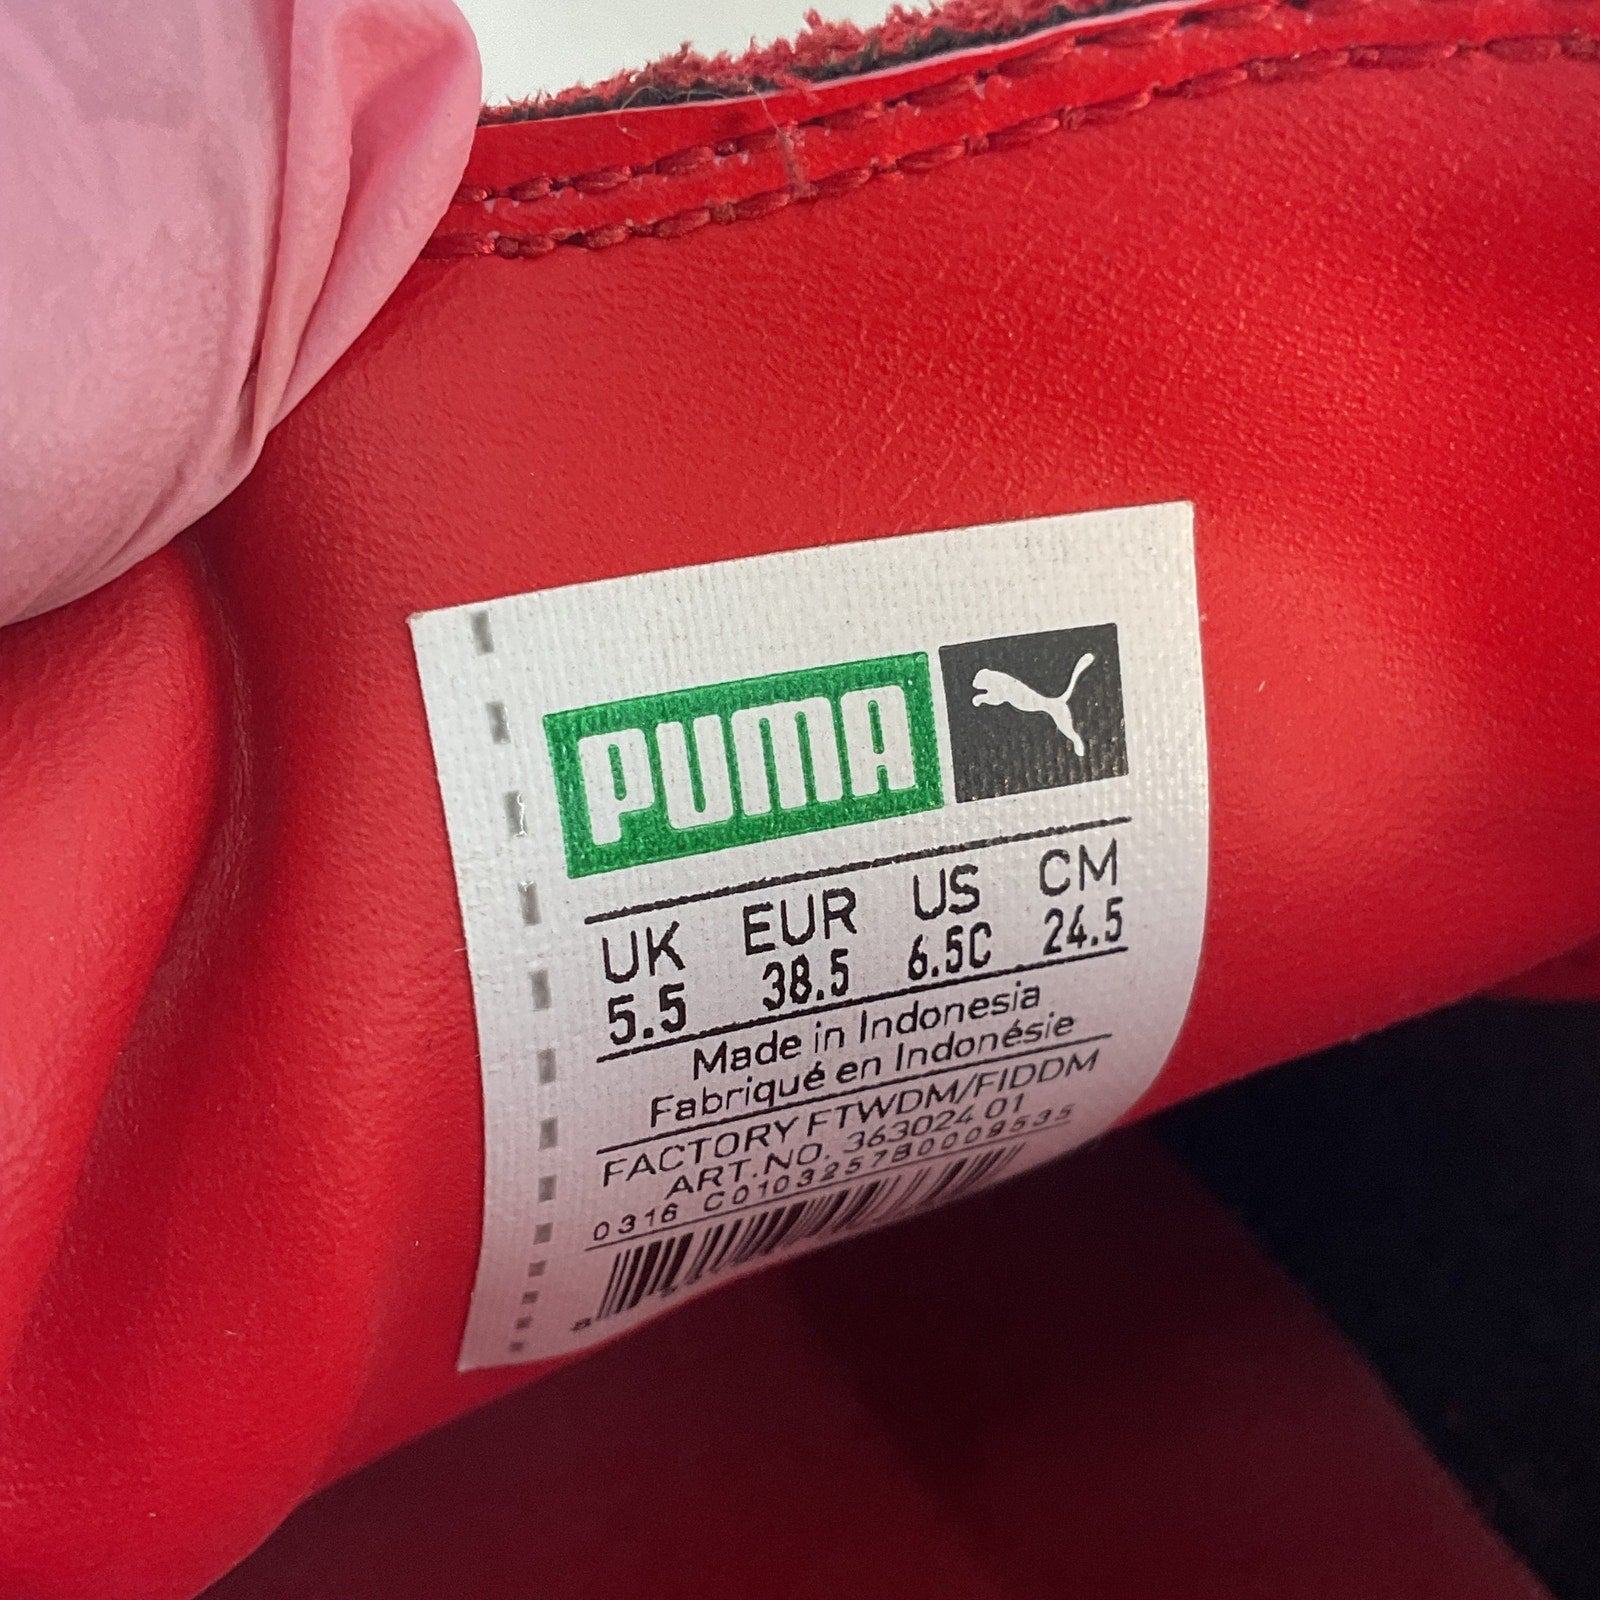 PUMA
UK EUR US CM
5.5 38.5 6.5C 24.5
Made in Indonesia
Fabriqué en Indonésie
FACTORY FTWDM/FIDDM
ART.NO. 363024 01
0316 C0103257B0009535